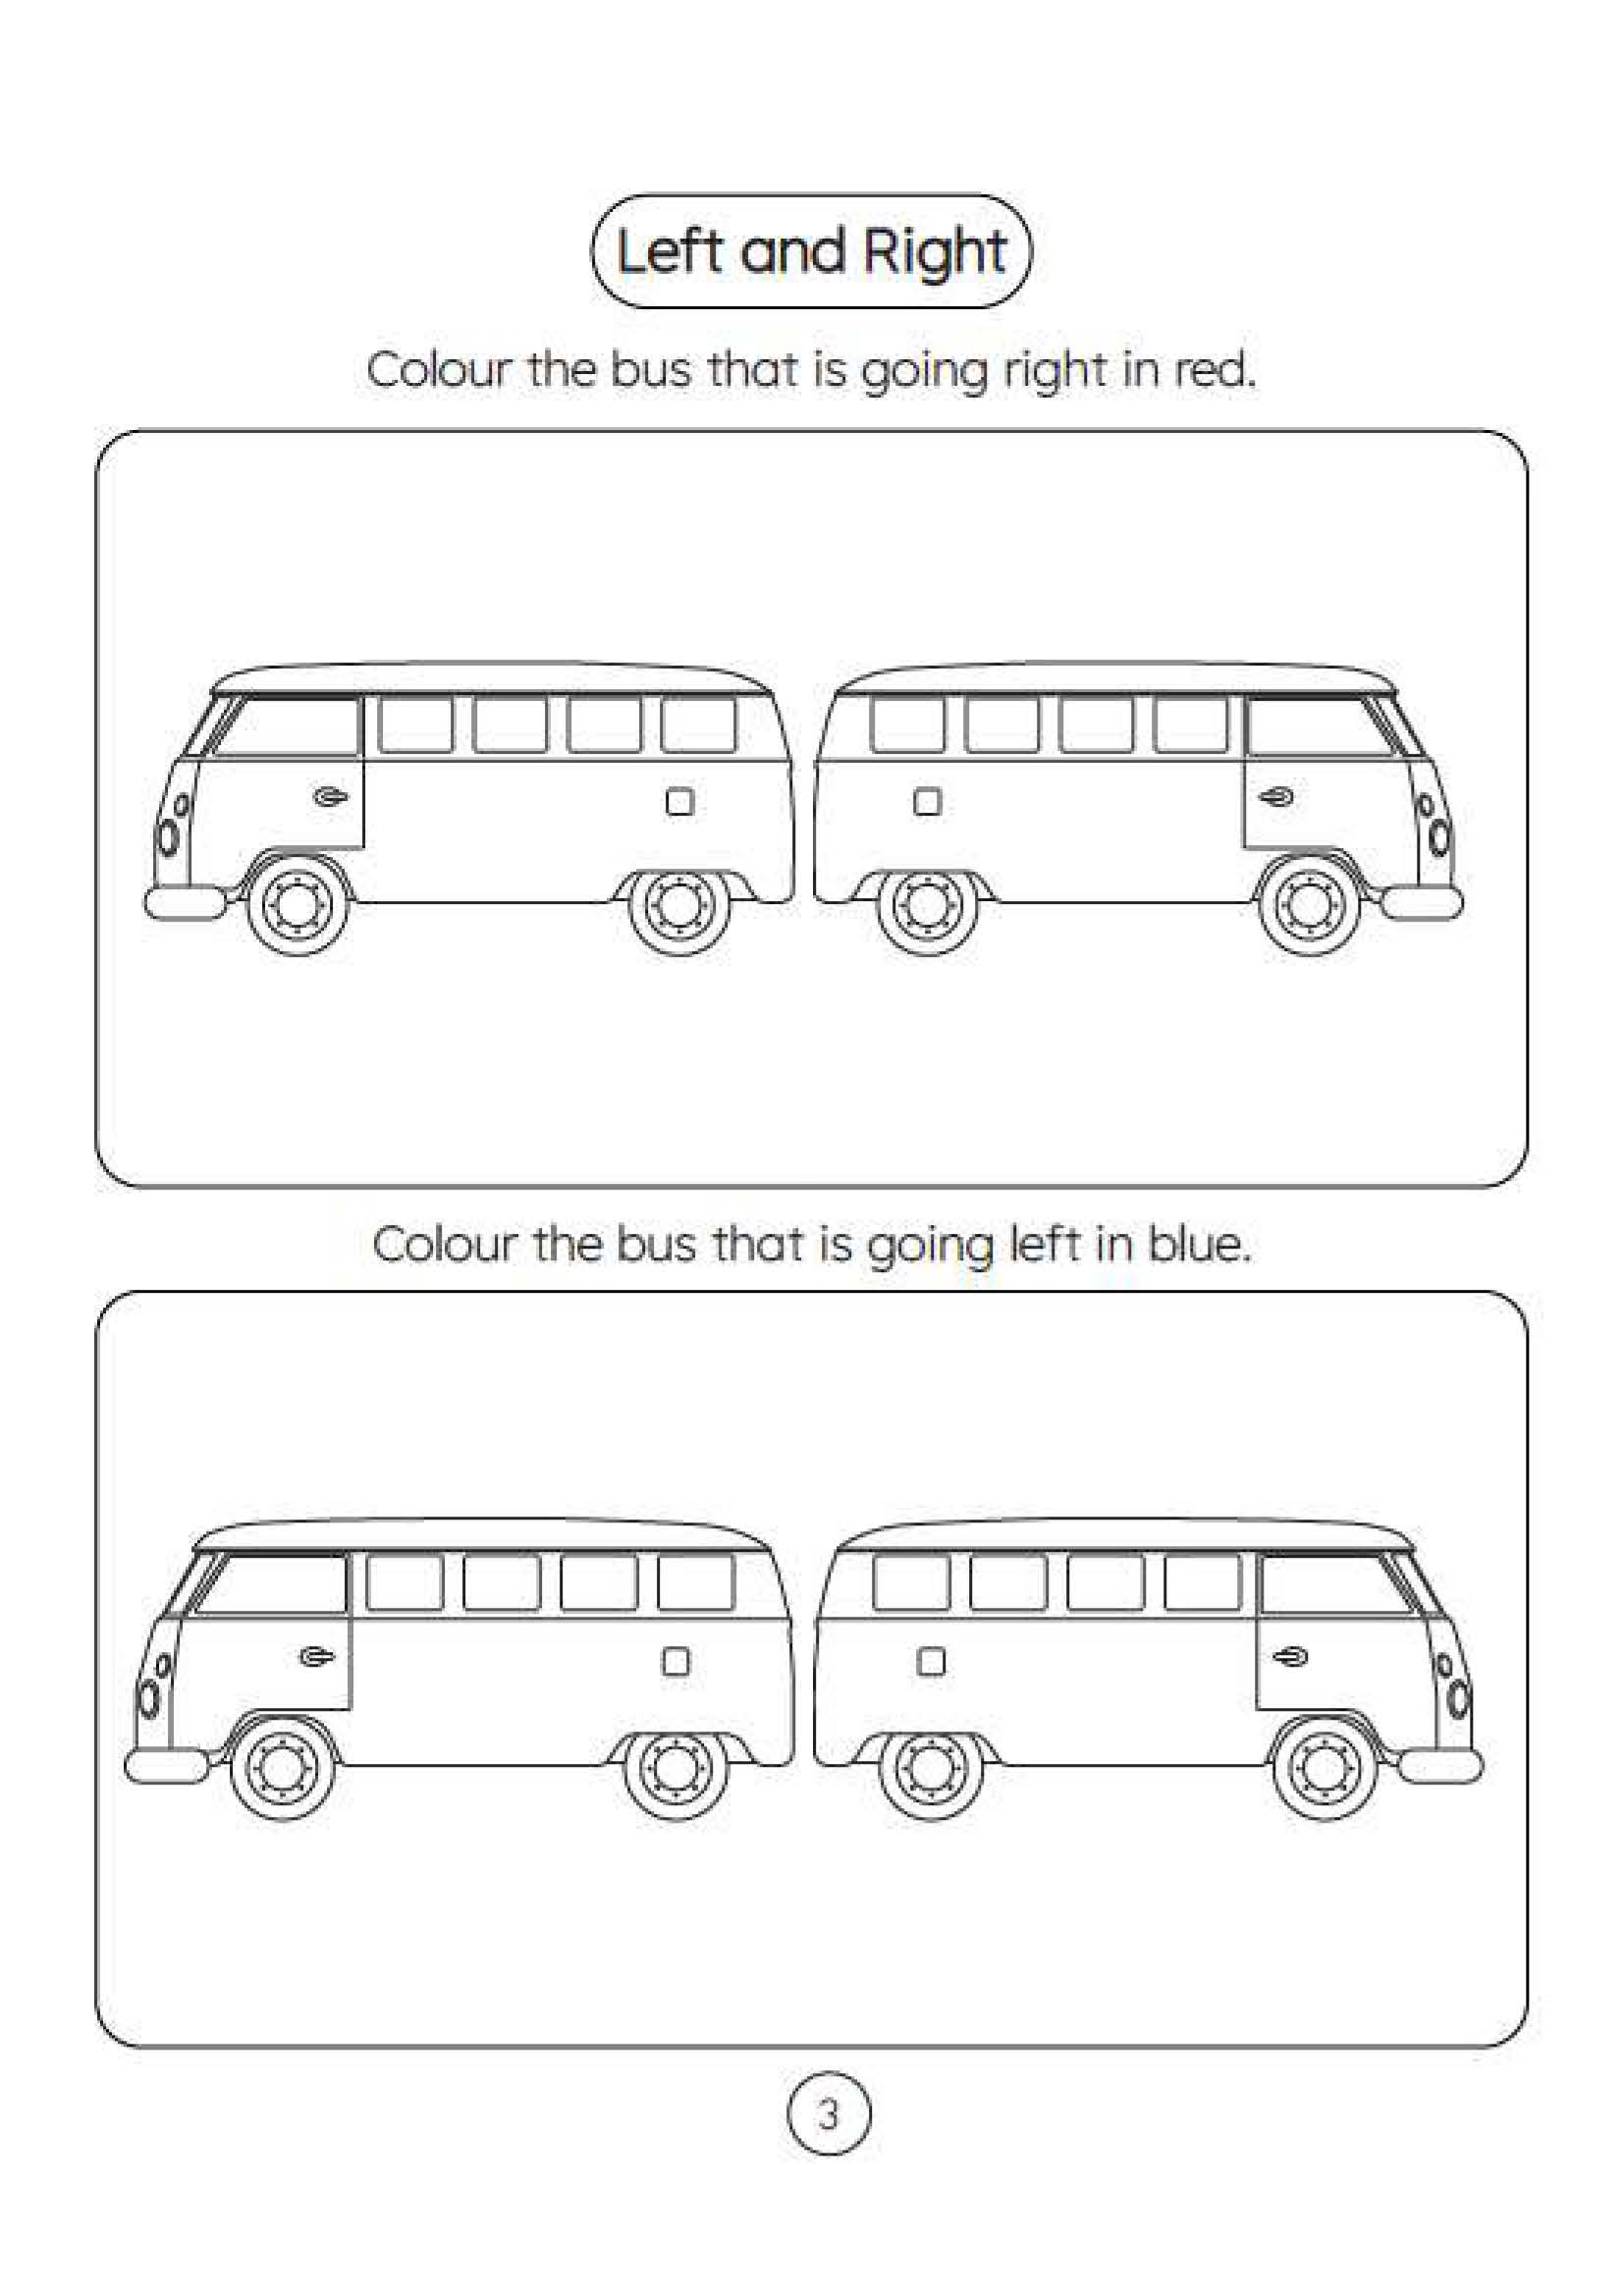 Left and Right
Colour the bus that is going right in red.
Colour the bus that is going left in blue.
3